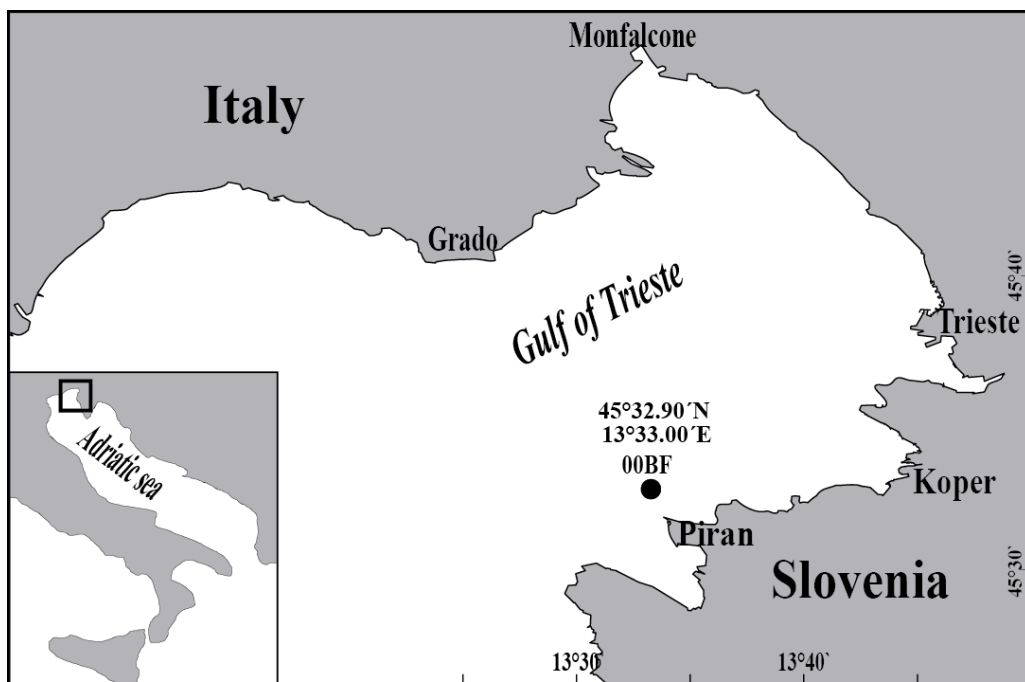 Monfalcone
Italy
Grado
Gulf of Trieste
45°40`
Trieste
45°32.90´N
13°33.00´E
00BF
Adriatic sea
Koper
Piran
Slovenia
45°30`
13°30`
13°40`